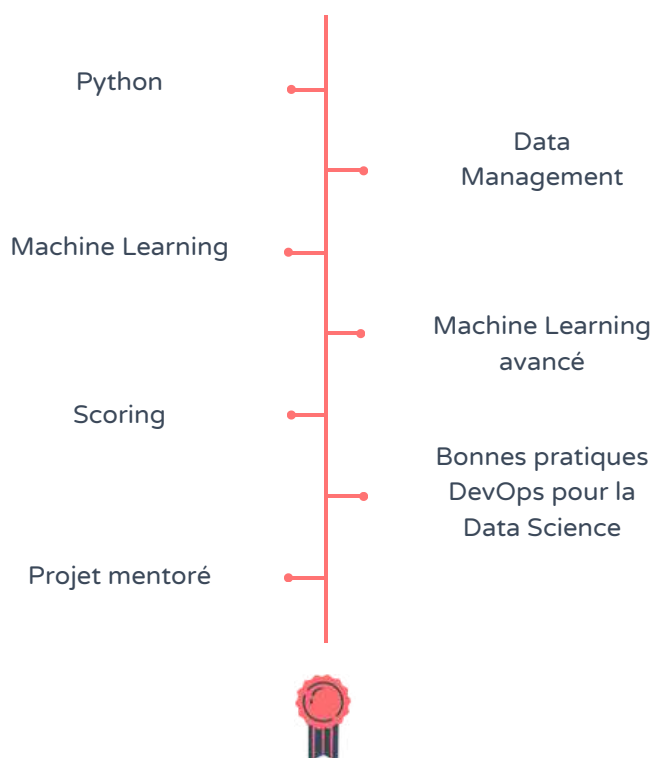 Python
Data
Management
Machine Learning
Machine Learning
avancé
Scoring
Bonnes pratiques
DevOps pour la
Data Science
Projet mentoré